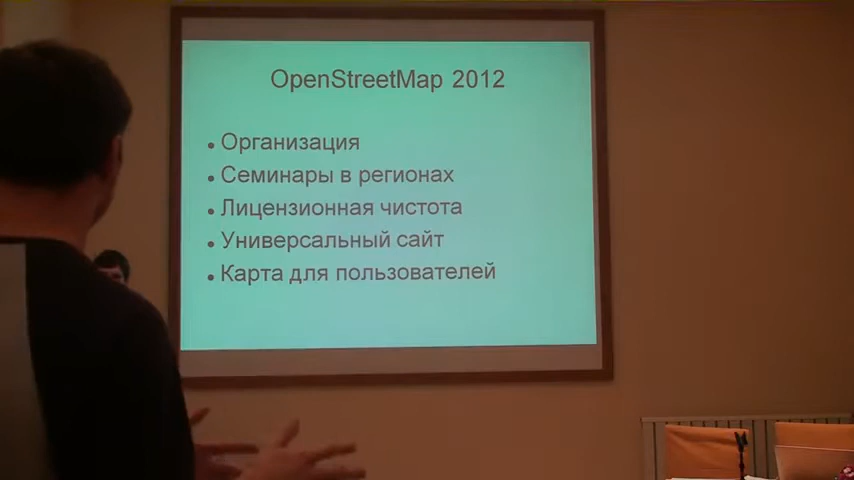 OpenStreetMap 2012
• Организация
• Семинары в регионах
• Лицензионная чистота
• Универсальный сайт
• Карта для пользователей